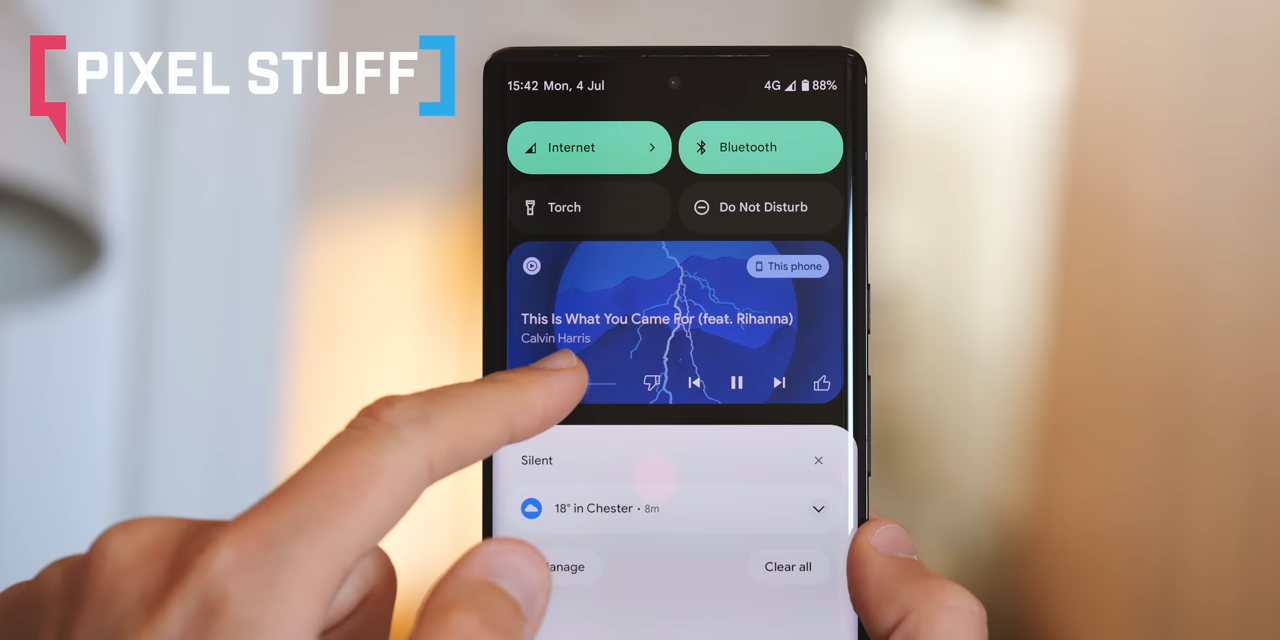 PIXEL STUFF
15:42 Mon, 4 Jul
4G 88%
Internet
Bluetooth
Torch
Do Not Disturb
This phone
This Is What You Came For (feat. Rihanna)
Calvin Harris
Silent
18° in Chester • 8m
anage
Clear all